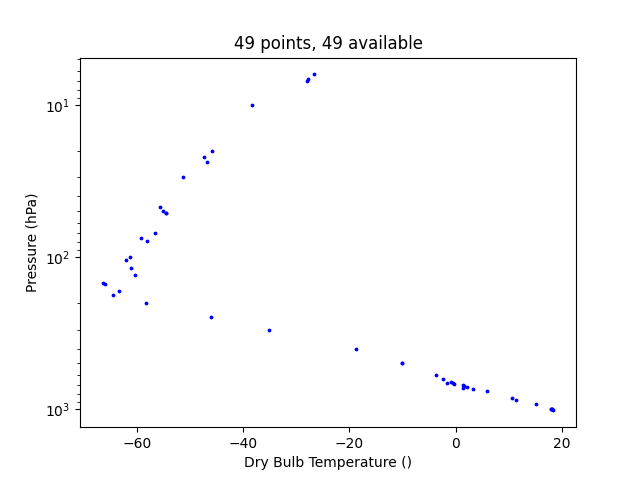 49 points, 49 available
10¹
10²
10³
Pressure (hPa)
−60
−40
−20
0
20
Dry Bulb Temperature ()